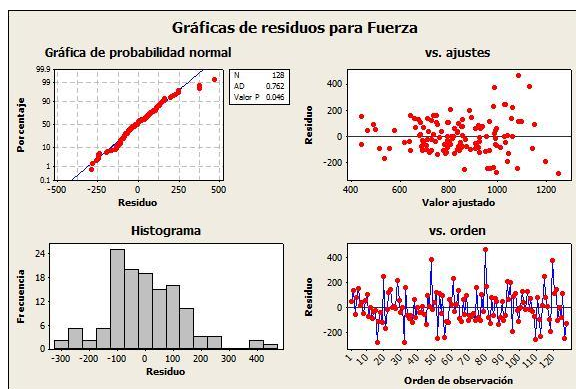 Gráficas de residuos para Fuerza
Gráfica de probabilidad normal
99.9
99
90
50
10
1
0.1
Porcentaje
-500 -250 0 250 500
Residuo
N 128
AD 0.762
Valor P 0.046
vs. ajustes
400
200
0
-200
Residuo
400 600 800 1000 1200
Valor ajustado
Histograma
24
18
12
6
0
Frecuencia
-300 -200 -100 0 100 200 300 400
Residuo
vs. orden
400
200
0
-200
Residuo
1 10 20 30 40 50 60 70 80 90 100 110 120
Orden de observación